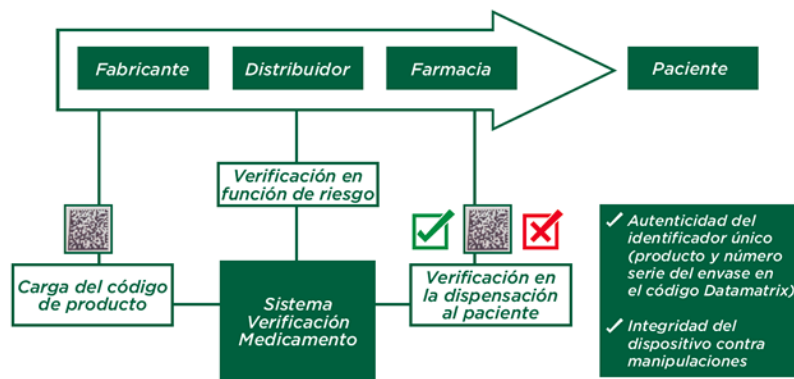 Fabricante
Distribuidor
Farmacia
Paciente
Verificación en
función de riesgo
Carga del código
de producto
Sistema
Verificación
Medicamento
Verificación en
la dispensación
al paciente
Autenticidad del
identificador único
(producto y número
serie del envase en
el código Datamatrix)
Integridad del
dispositivo contra
manipulaciones